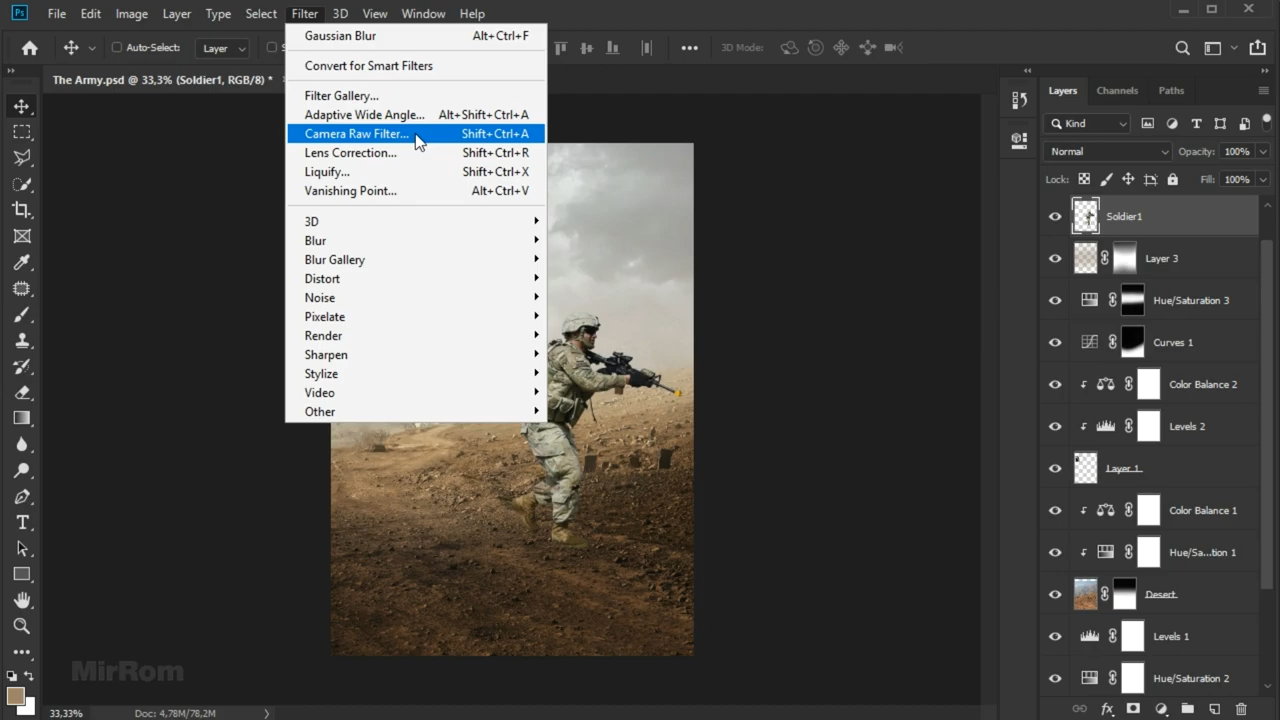 Ps File Edit Image Layer Type Select Filter 3D View Window Help
Auto-Select: Layer 3D Mode:
The Army.psd @ 33,3% (Soldier1, RGB/8) *
Gaussian Blur Alt+Ctrl+F
Convert for Smart Filters
Filter Gallery...
Adaptive Wide Angle... Alt+Shift+Ctrl+A
Camera Raw Filter... Shift+Ctrl+A
Lens Correction... Shift+Ctrl+R
Liquify... Shift+Ctrl+X
Vanishing Point... Alt+Ctrl+V
3D
Blur
Blur Gallery
Distort
Noise
Pixelate
Render
Sharpen
Stylize
Video
Other
Layers Channels Paths
Kind
Normal Opacity: 100%
Lock: Fill: 100%
Soldier1
Layer 3
Hue/Saturation 3
Curves 1
Color Balance 2
Levels 2
Layer 1
Color Balance 1
Hue/Sa...tion 1
Desert
Levels 1
Hue/Saturation 2
MirRom
33,33% Doc: 4,78M/78,2M